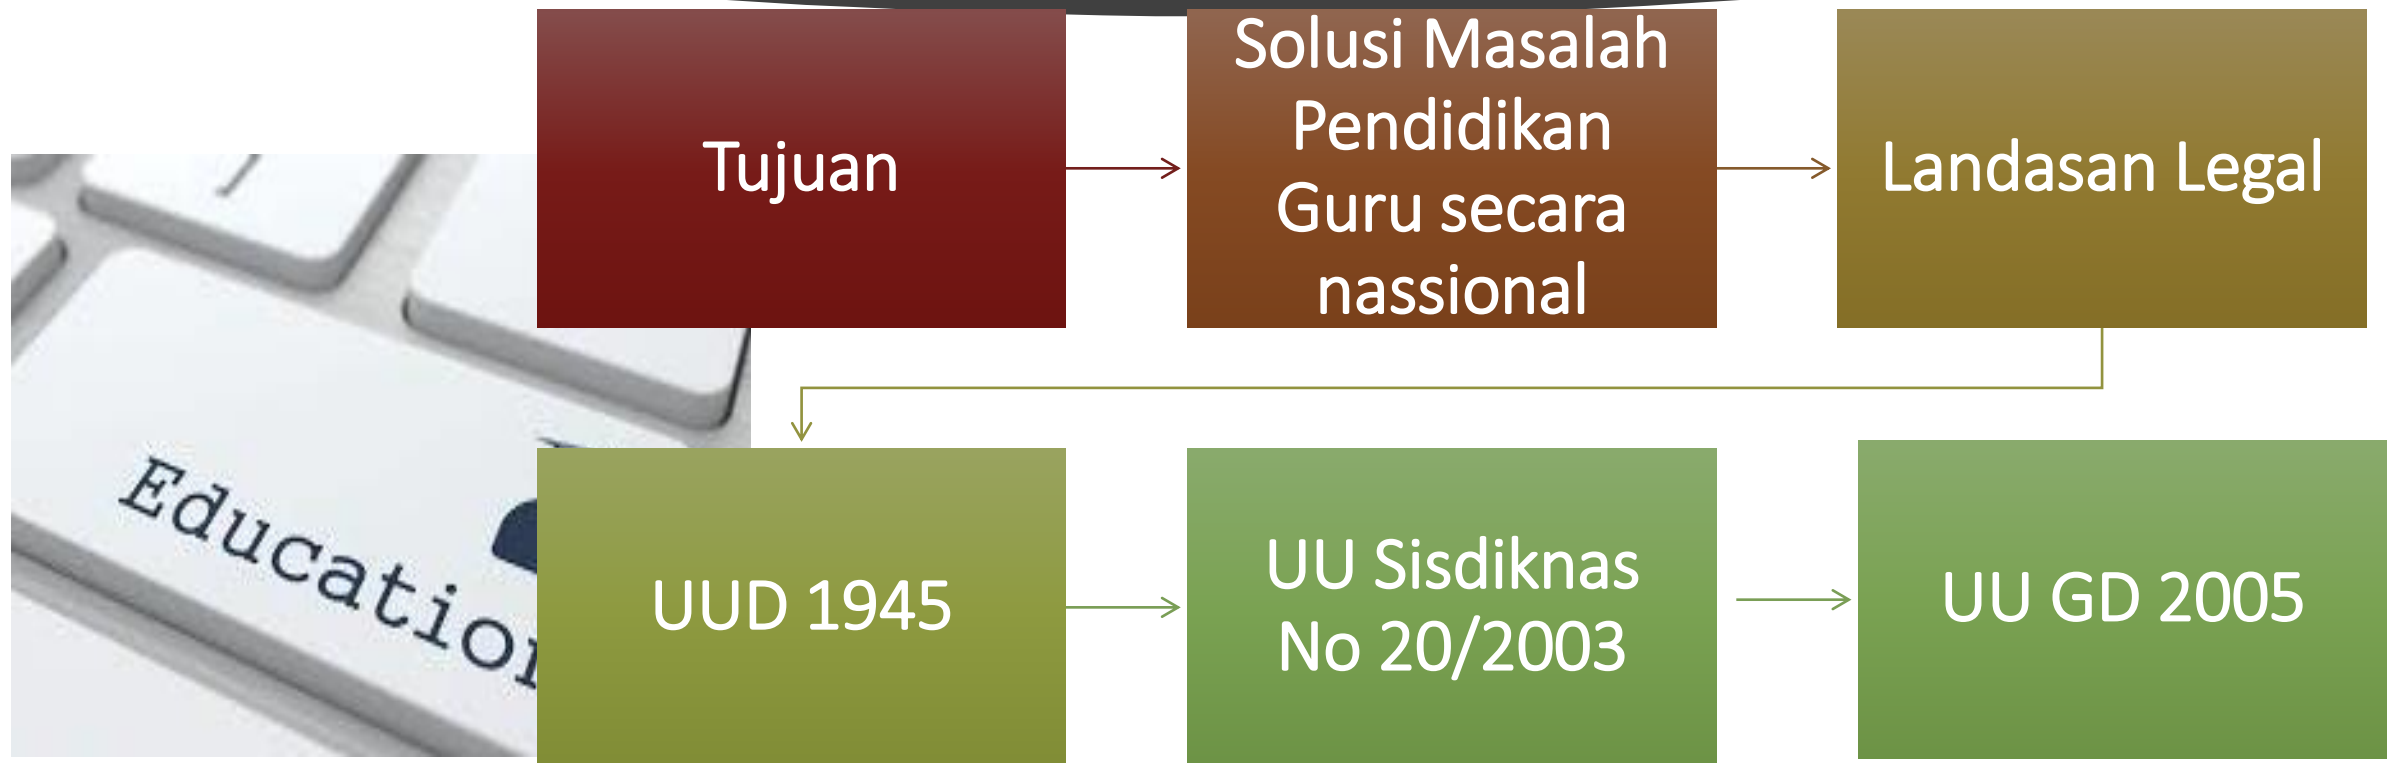 Tujuan
Solusi Masalah
Pendidikan
Guru secara
nassional
Landasan Legal
UUD 1945
UU Sisdiknas
No 20/2003
UU GD 2005
Education